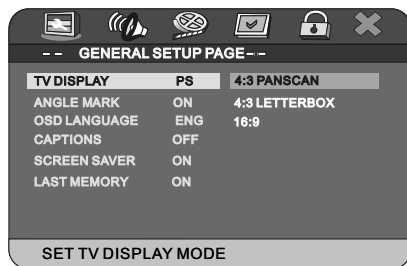 -- GENERAL SETUP PAGE--
TV DISPLAY PS 4:3 PANSCAN
ANGLE MARK ON 4:3 LETTERBOX
OSD LANGUAGE ENG 16:9
CAPTIONS OFF
SCREEN SAVER ON
LAST MEMORY ON
SET TV DISPLAY MODE